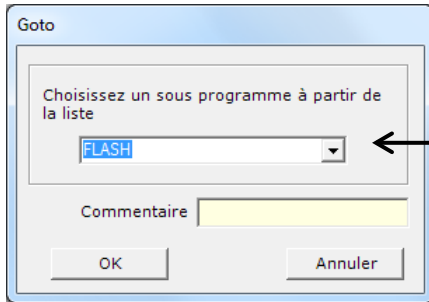 Goto
Choisissez un sous programme à partir de
la liste
FLASH
Commentaire
OK Annuler